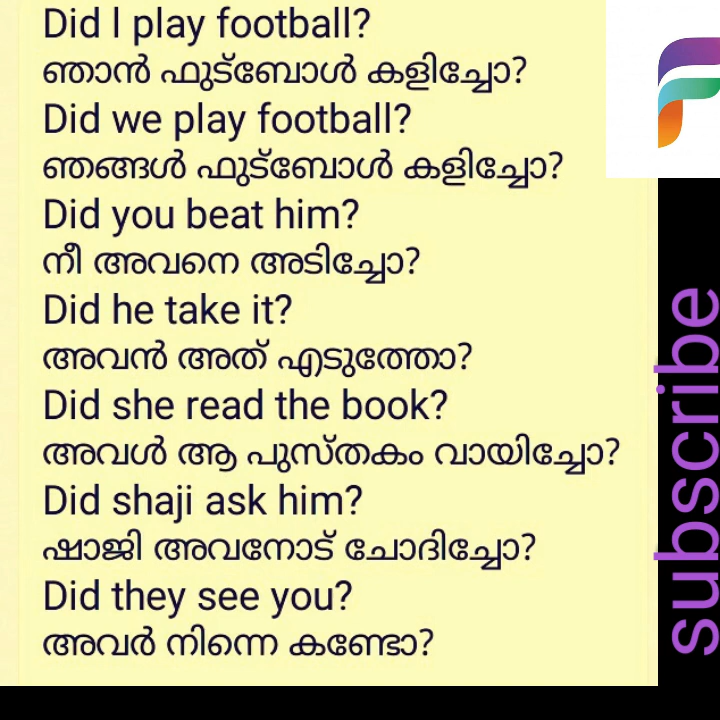 Did I play football?
ഞാൻ ഫുട്ബോൾ കളിച്ചോ?
Did we play football?
ഞങ്ങൾ ഫുട്ബോൾ കളിച്ചോ?
Did you beat him?
നീ അവനെ അടിച്ചോ?
Did he take it?
അവൻ അത് എടുത്തോ?
Did she read the book?
അവൾ ആ പുസ്തകം വായിച്ചോ?
Did shaji ask him?
ഷാജി അവനോട് ചോദിച്ചോ?
Did they see you?
അവർ നിന്നെ കണ്ടോ?
subscribe